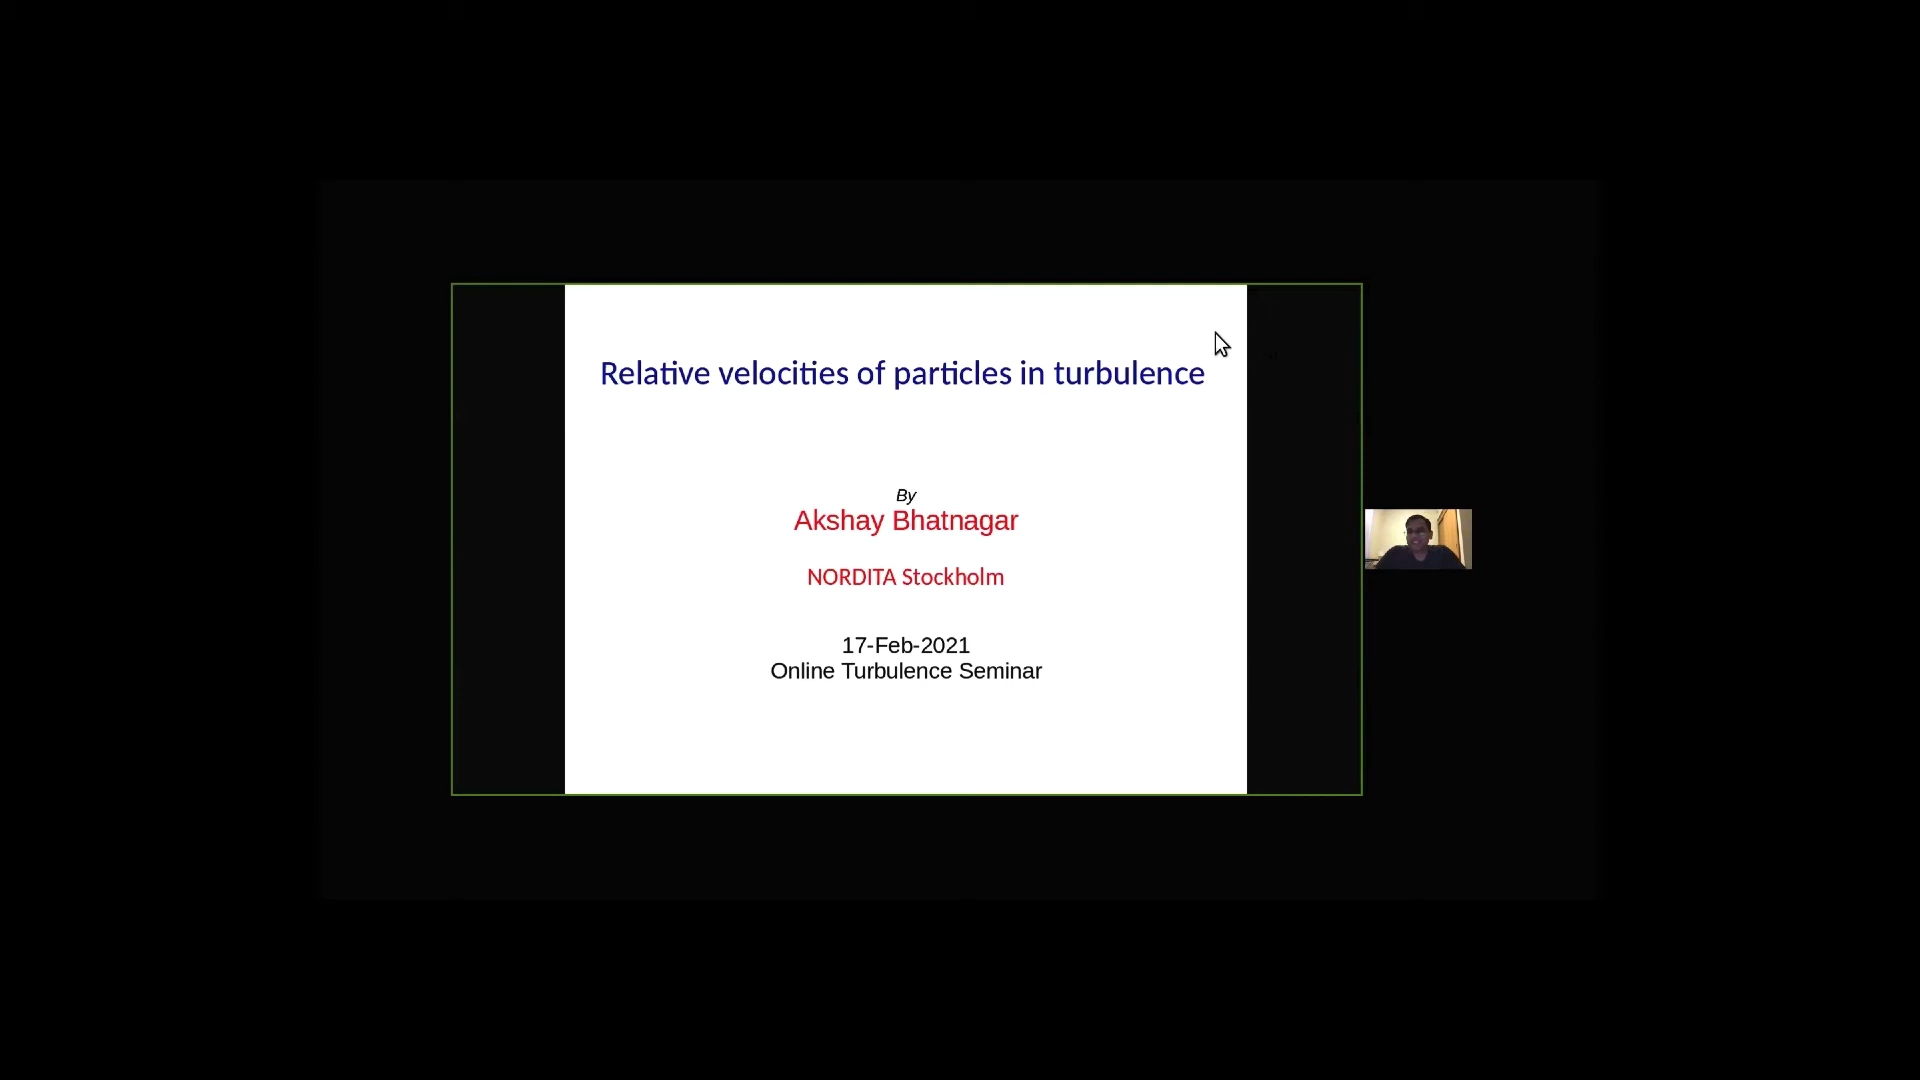 Relative velocities of particles in turbulence
By
Akshay Bhatnagar
NORDITA Stockholm
17-Feb-2021
Online Turbulence Seminar